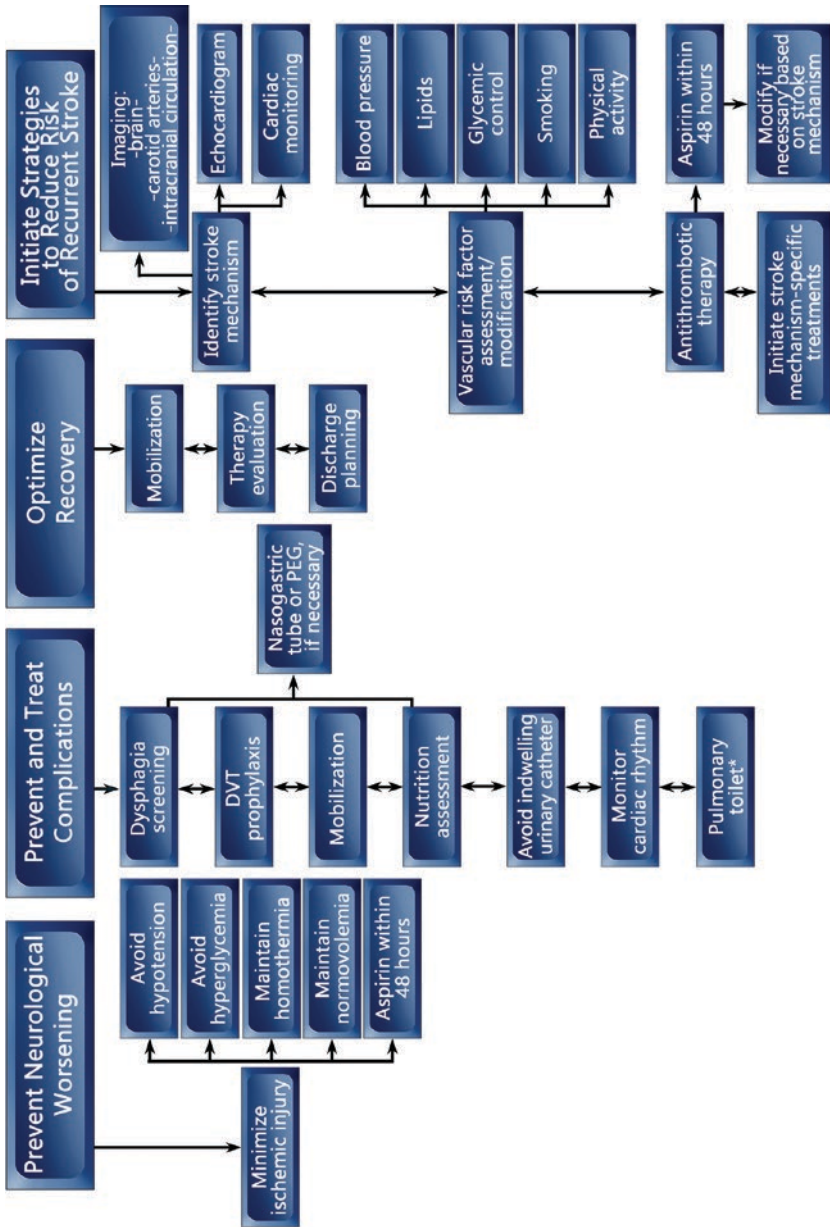 Prevent Neurological
Worsening
Minimize
ischemic injury
Avoid
hypotension
Avoid
hyperglycemia
Maintain
homothermia
Maintain
normovolemia
Aspirin within
48 hours
Prevent and Treat
Complications
Dysphagia
screening
DVT
prophylaxis
Mobilization
Nutrition
assessment
Nasogastric
tube or PEG,
if necessary
Avoid indwelling
urinary catheter
Monitor
cardiac rhythm
Pulmonary
toilet*
Optimize
Recovery
Mobilization
Therapy
evaluation
Discharge
planning
Initiate Strategies
to Reduce Risk
of Recurrent Stroke
Identify stroke
mechanism
Imaging:
-brain-
-carotid arteries-
-intracranial circulation-
Echocardiogram
Cardiac
monitoring
Vascular risk factor
assessment/
modification
Blood pressure
Lipids
Glycemic
control
Smoking
Physical
activity
Antithrombotic
therapy
Aspirin within
48 hours
Modify if
necessary based
on stroke
mechanism
Initiate stroke
mechanism-specific
treatments